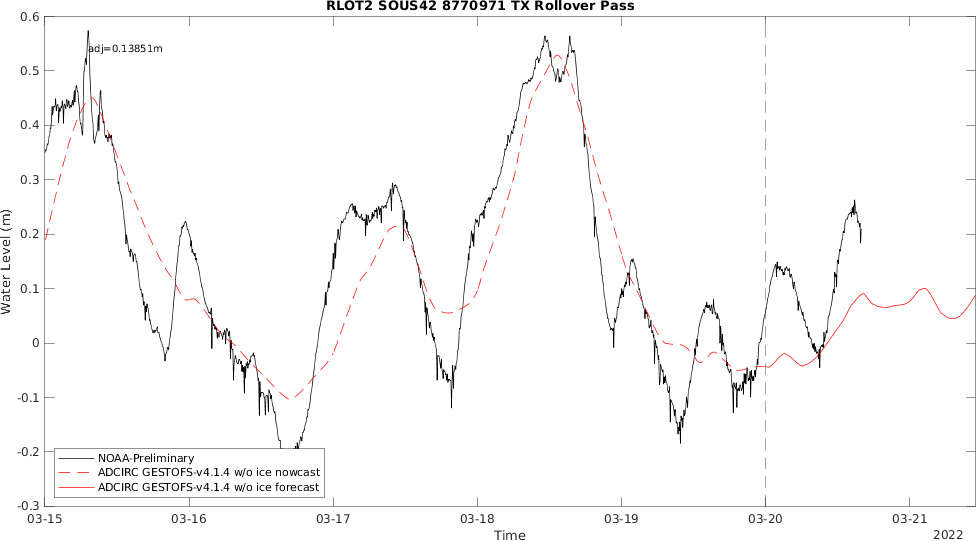 RLOT2 SOUS42 8770971 TX Rollover Pass
0.6
adj=0.13851m
0.5
0.4
0.3
0.2
0.1
0
-0.1
-0.2
-0.3
Water Level (m)
NOAA-Preliminary
ADCIRC GESTOFS-v4.1.4 w/o ice nowcast
ADCIRC GESTOFS-v4.1.4 w/o ice forecast
03-15 03-16 03-17 03-18 03-19 03-20 03-21
Time
2022